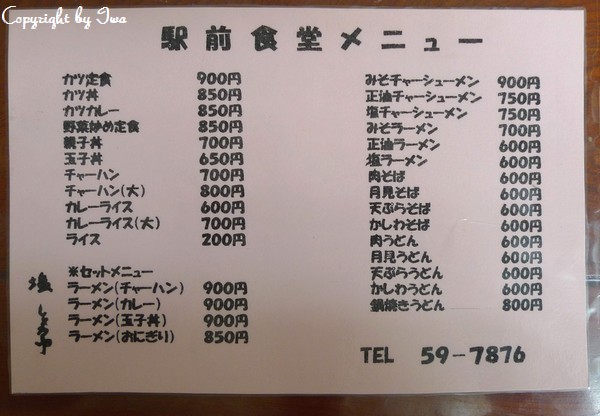 Copyright by Iwa
駅前食堂メニュー
カツ定食 900円
カツ丼 850円
カツカレー 850円
野菜炒め定食 850円
親子丼 700円
玉子丼 650円
チャーハン 700円
チャーハン(大) 800円
カレーライス 600円
カレーライス(大) 700円
ライス 200円
※セットメニュー
ラーメン(チャーハン) 900円
ラーメン(カレー) 900円
ラーメン(玉子丼) 900円
ラーメン(おにぎり) 850円
塩
しょうゆ
みそチャーシューメン 900円
正油チャーシューメン 750円
塩チャーシューメン 750円
みそラーメン 700円
正油ラーメン 600円
塩ラーメン 600円
肉そば 600円
月見そば 600円
天ぷらそば 600円
かしわそば 600円
肉うどん 600円
月見うどん 600円
天ぷらうどん 600円
かしわうどん 600円
鍋焼きうどん 800円
TEL 59-7876